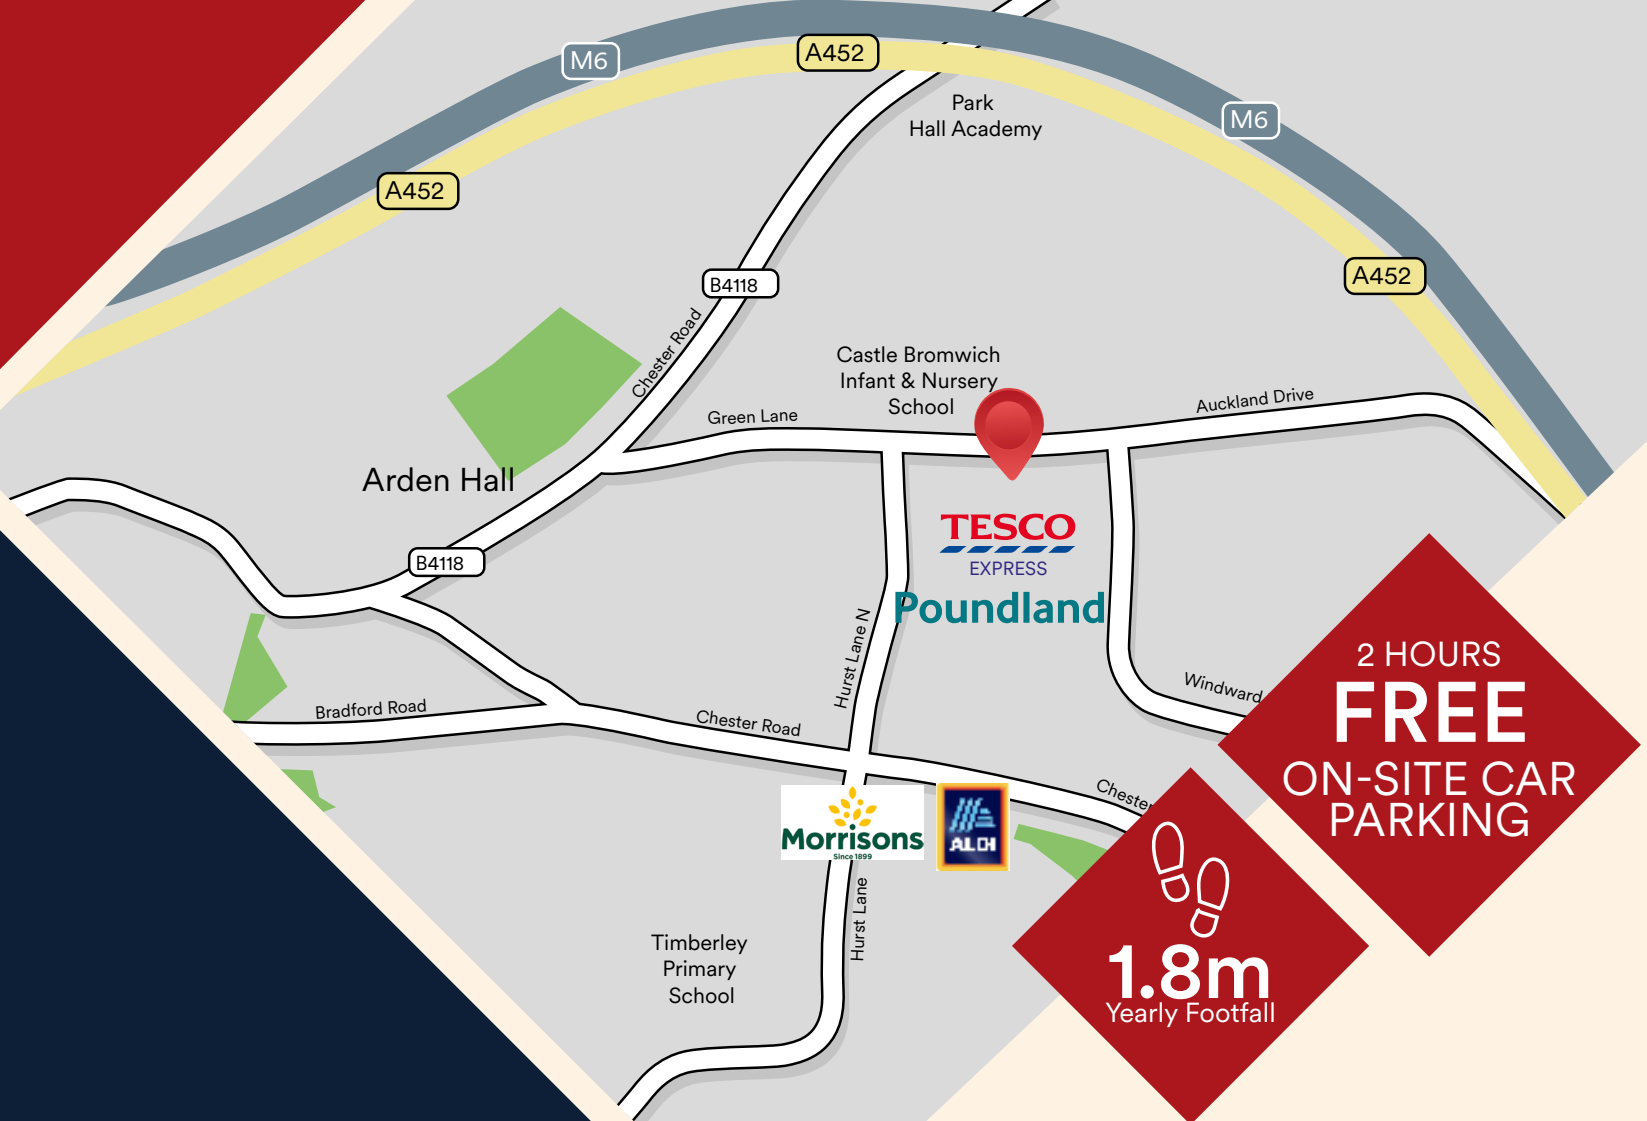 M6
A452
M6
Park
Hall Academy
A452
A452
B4118
Chester Road
Castle Bromwich
Infant & Nursery
School
Green Lane
Auckland Drive
Arden Hall
TESCO
EXPRESS
B4118
Poundland
Hurst Lane N
2 HOURS
FREE
ON-SITE CAR
PARKING
Windward
Bradford Road
Chester Road
Chester
Morrisons
Since 1899
ALDI
Hurst Lane
Timberley
Primary
School
1.8m
Yearly Footfall